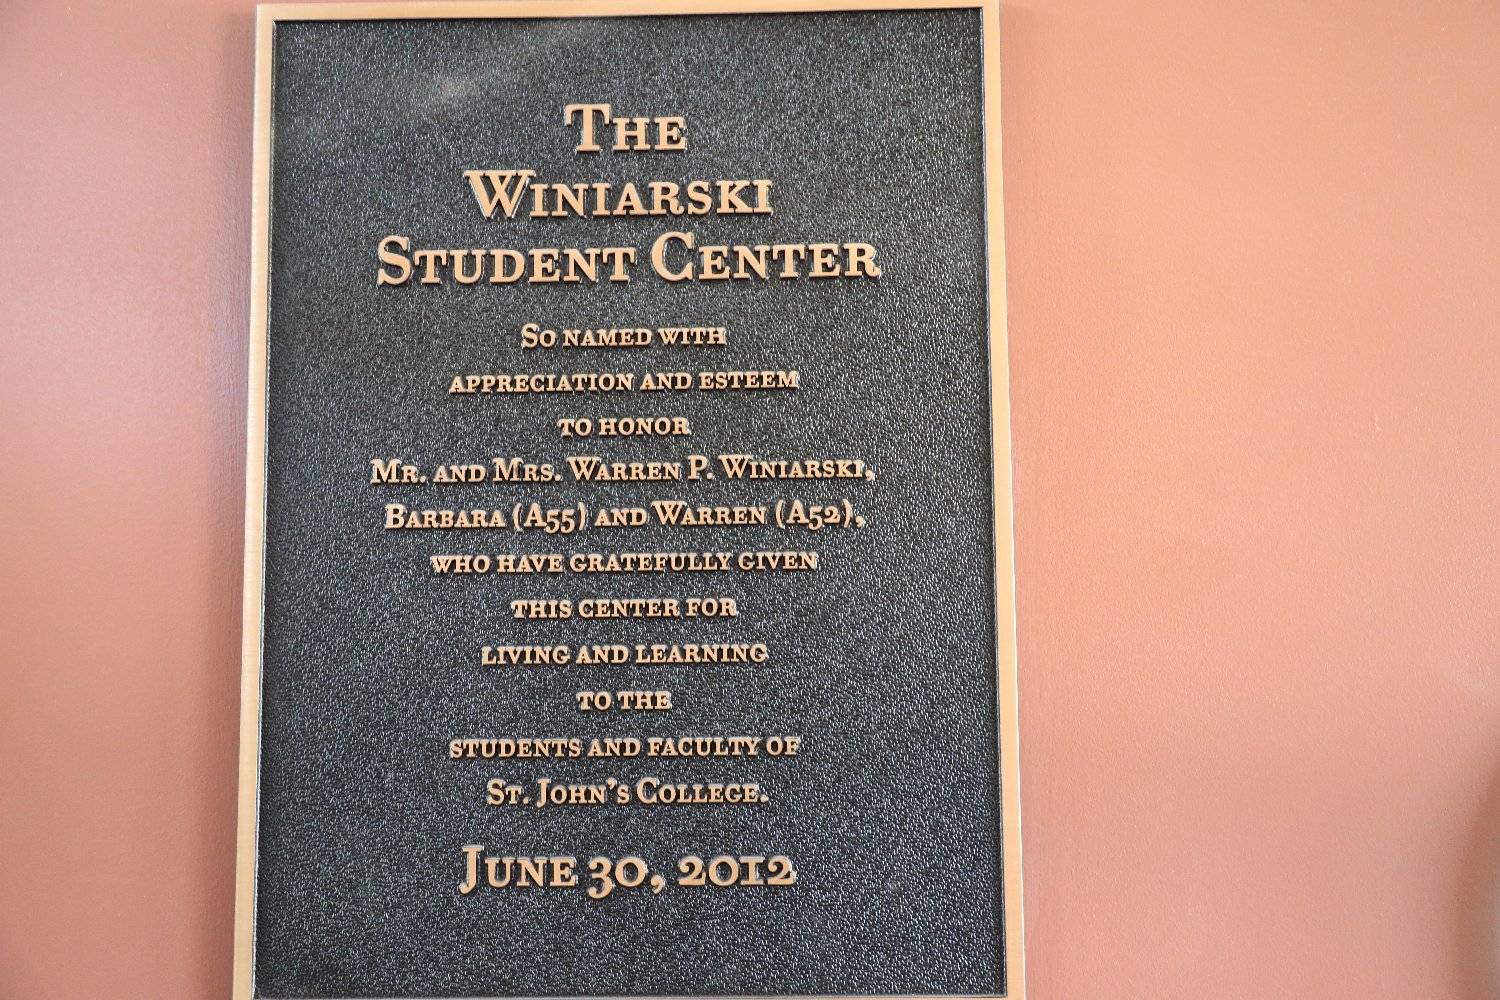 The
Winiarski
Student Center
So named with
appreciation and esteem
to honor
Mr. and Mrs. Warren P. Winiarski,
Barbara (A55) and Warren (A52),
who have gratefully given
this center for
living and learning
to the
students and faculty of
St. John's College.
June 30, 2012